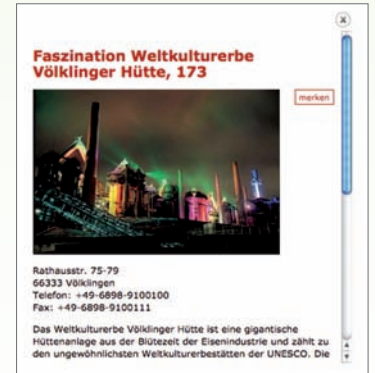 Faszination Weltkulturerbe
Völklinger Hütte, 173
merken
Rathausstr. 75-79
66333 Völklingen
Telefon: +49-6898-9100100
Fax: +49-6898-9100111
Das Weltkulturerbe Völklinger Hütte ist eine gigantische
Hüttenanlage aus der Blütezeit der Eisenindustrie und zählt zu
den ungewöhnlichsten Weltkulturerbestätten der UNESCO. Die